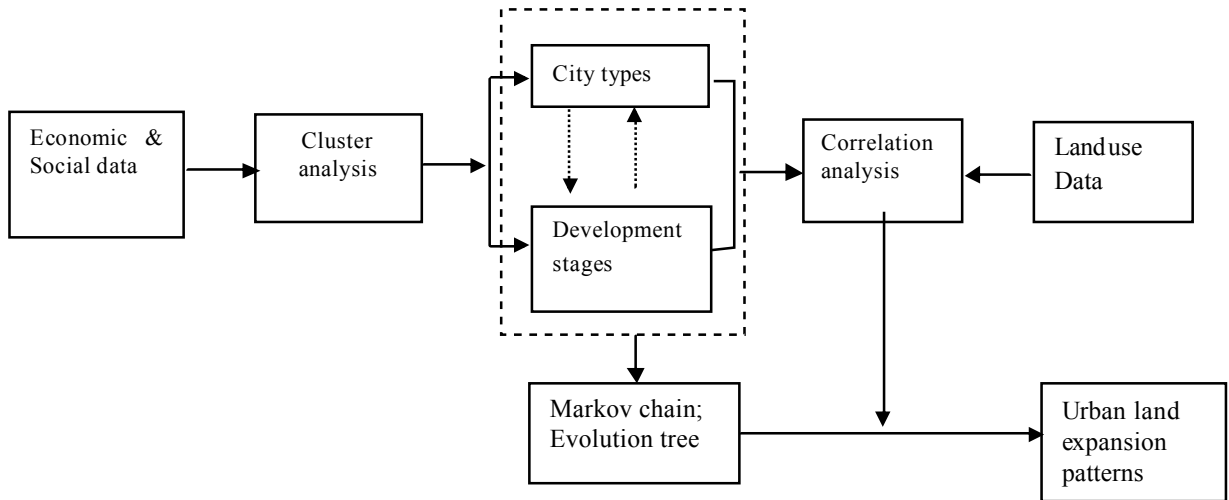 City types
Economic &
Social data
Cluster
analysis
Correlation
analysis
Landuse
Data
Development
stages
Markov chain;
Evolution tree
Urban land
expansion
patterns